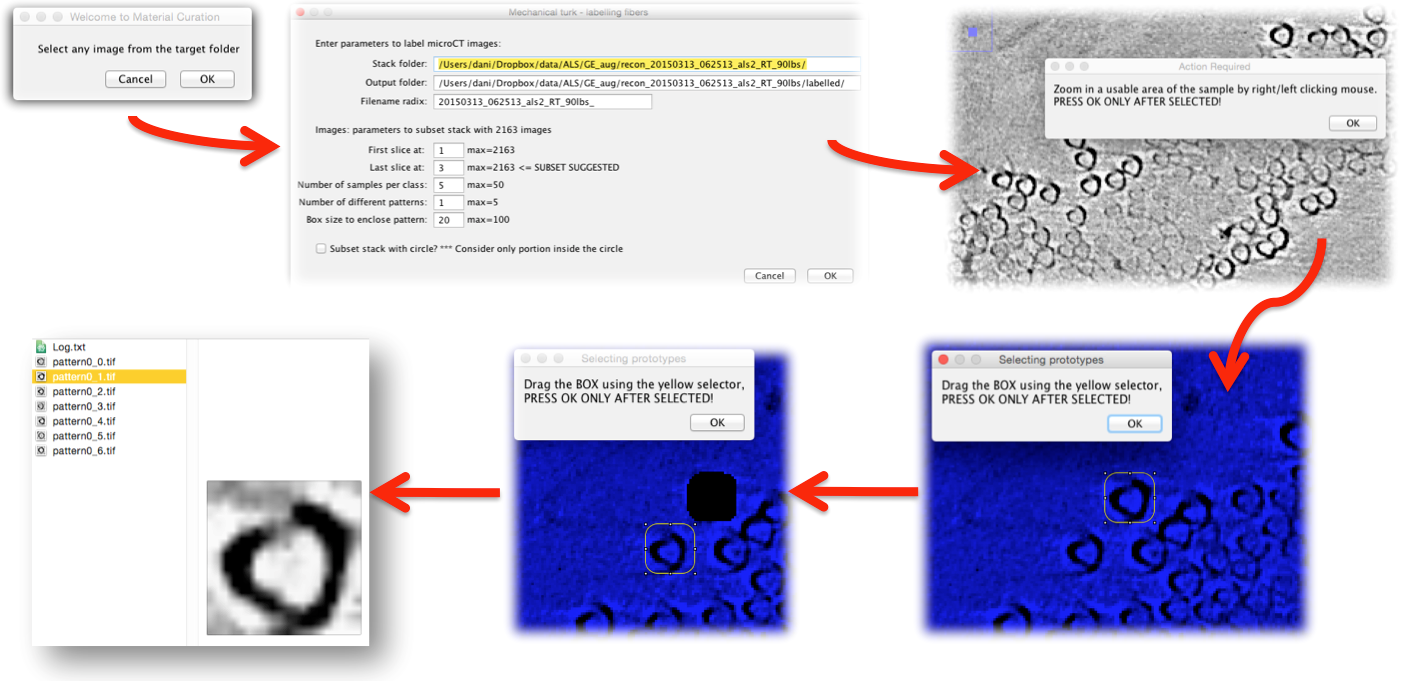 Welcome to Material Curation
Select any image from the target folder
Cancel
OK
Mechanical turk - labelling fibers
Enter parameters to label microCT images:
Stack folder: /Users/dani/Dropbox/data/ALS/GE_aug/recon_20150313_062513_als2_RT_90lbs/
Output folder: /Users/dani/Dropbox/data/ALS/GE_aug/recon_20150313_062513_als2_RT_90lbs/labelled/
Filename radix: 20150313_062513_als2_RT_90lbs_
Images: parameters to subset stack with 2163 images
First slice at: 1 max=2163
Last slice at: 3 max=2163 <= SUBSET SUGGESTED
Number of samples per class: 5 max=50
Number of different patterns: 1 max=5
Box size to enclose pattern: 20 max=100
Subset stack with circle? *** Consider only portion inside the circle
Cancel
OK
Action Required
Zoom in a usable area of the sample by right/left clicking mouse.
PRESS OK ONLY AFTER SELECTED!
OK
Log.txt
pattern0_0.tif
pattern0_1.tif
pattern0_2.tif
pattern0_3.tif
pattern0_4.tif
pattern0_5.tif
pattern0_6.tif
Selecting prototypes
Drag the BOX using the yellow selector,
PRESS OK ONLY AFTER SELECTED!
OK
Selecting prototypes
Drag the BOX using the yellow selector,
PRESS OK ONLY AFTER SELECTED!
OK